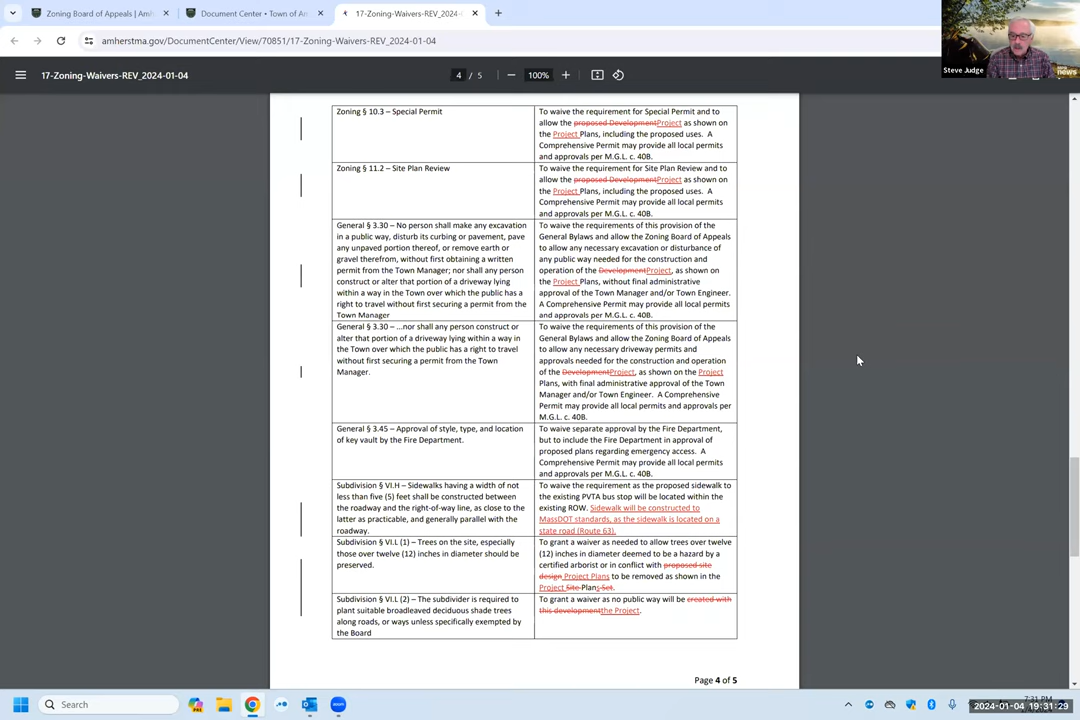 Zoning Board of Appeals | Amh
Document Center • Town of Am
17-Zoning-Waivers-REV_2024-01
amherstma.gov/DocumentCenter/View/70851/17-Zoning-Waivers-REV_2024-01-04
17-Zoning-Waivers-REV_2024-01-04
4 / 5
100%
Steve Judge
news
Zoning § 10.3 – Special Permit
To waive the requirement for Special Permit and to
allow the proposed DevelopmentProject as shown on
the Project Plans, including the proposed uses. A
Comprehensive Permit may provide all local permits
and approvals per M.G.L. c. 40B.
Zoning § 11.2 – Site Plan Review
To waive the requirement for Site Plan Review and to
allow the proposed DevelopmentProject as shown on
the Project Plans, including the proposed uses. A
Comprehensive Permit may provide all local permits
and approvals per M.G.L. c. 40B.
General § 3.30 – No person shall make any excavation
in a public way, disturb its curbing or pavement, pave
any unpaved portion thereof, or remove earth or
gravel therefrom, without first obtaining a written
permit from the Town Manager; nor shall any person
construct or alter that portion of a driveway lying
within a way in the Town over which the public has a
right to travel without first securing a permit from the
Town Manager
To waive the requirements of this provision of the
General Bylaws and allow the Zoning Board of Appeals
to allow any necessary excavation or disturbance of
any public way needed for the construction and
operation of the DevelopmentProject, as shown on
the Project Plans, without final administrative
approval of the Town Manager and/or Town Engineer.
A Comprehensive Permit may provide all local permits
and approvals per M.G.L. c. 40B.
General § 3.30 – ...nor shall any person construct or
alter that portion of a driveway lying within a way in
the Town over which the public has a right to travel
without first securing a permit from the Town
Manager.
To waive the requirements of this provision of the
General Bylaws and allow the Zoning Board of Appeals
to allow any necessary driveway permits and
approvals needed for the construction and operation
of the DevelopmentProject, as shown on the Project
Plans, with final administrative approval of the Town
Manager and/or Town Engineer. A Comprehensive
Permit may provide all local permits and approvals per
M.G.L. c. 40B.
General § 3.45 – Approval of style, type, and location
of key vault by the Fire Department.
To waive separate approval by the Fire Department,
but to include the Fire Department in approval of
proposed plans regarding emergency access. A
Comprehensive Permit may provide all local permits
and approvals per M.G.L. c. 40B.
Subdivision § VI.H – Sidewalks having a width of not
less than five (5) feet shall be constructed between
the roadway and the right-of-way line, as close to the
latter as practicable, and generally parallel with the
roadway.
To waive the requirement as the proposed sidewalk to
the existing PVTA bus stop will be located within the
existing ROW. Sidewalk will be constructed to
MassDOT standards, as the sidewalk is located on a
state road (Route 63).
Subdivision § VI.L (1) – Trees on the site, especially
those over twelve (12) inches in diameter should be
preserved.
To grant a waiver as needed to allow trees over twelve
(12) inches in diameter deemed to be a hazard by a
certified arborist or in conflict with proposed site
design Project Plans to be removed as shown in the
Project Site Plans Set.
Subdivision § VI.L (2) – The subdivider is required to
plant suitable broadleaved deciduous shade trees
along roads, or ways unless specifically exempted by
the Board
To grant a waiver as no public way will be created with
this developmentthe Project.
Page 4 of 5
Search
7:31 PM
2024-01-04 19:31:29